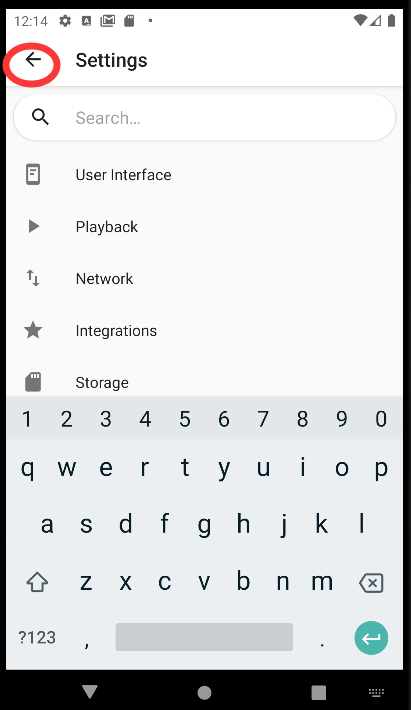 12:14
Settings
Search...
User Interface
Playback
Network
Integrations
Storage
1 2 3 4 5 6 7 8 9 0
q w e r t y u i o p
a s d f g h j k l
z x c v b n m
?123 , .